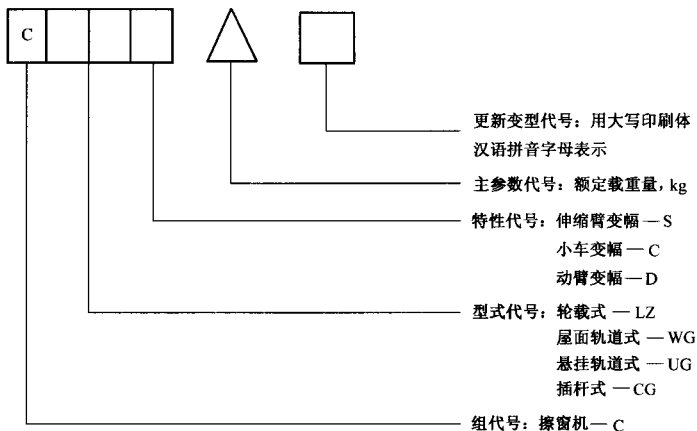 C
更新变型代号：用大写印刷体
汉语拼音字母表示
主参数代号：额定载重量，kg
特性代号：伸缩臂变幅 — S
小车变幅 — C
动臂变幅 — D
型式代号：轮载式 — LZ
屋面轨道式 — WG
悬挂轨道式 — UG
插杆式 — CG
组代号：擦窗机 — C